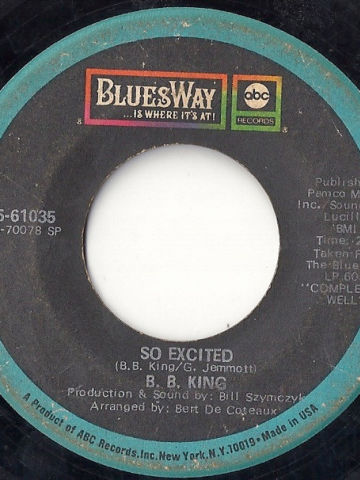 BLUESWAY
...IS WHERE IT'S AT!
abc
RECORDS
5-61035
-70078 SP
Publish
Pamco M
Inc./Soun
Lucill
BMI
Time:
Taken F
The Blue
LP 60
"COMPLE
WELL
SO EXCITED
(B.B. King/G. Jemmott)
B. B. KING
Production & Sound by: Bill Szymczyk
Arranged by: Bert De Coteaux
A Product of ABC Records, Inc. New York, N.Y. 10019 • Made in USA